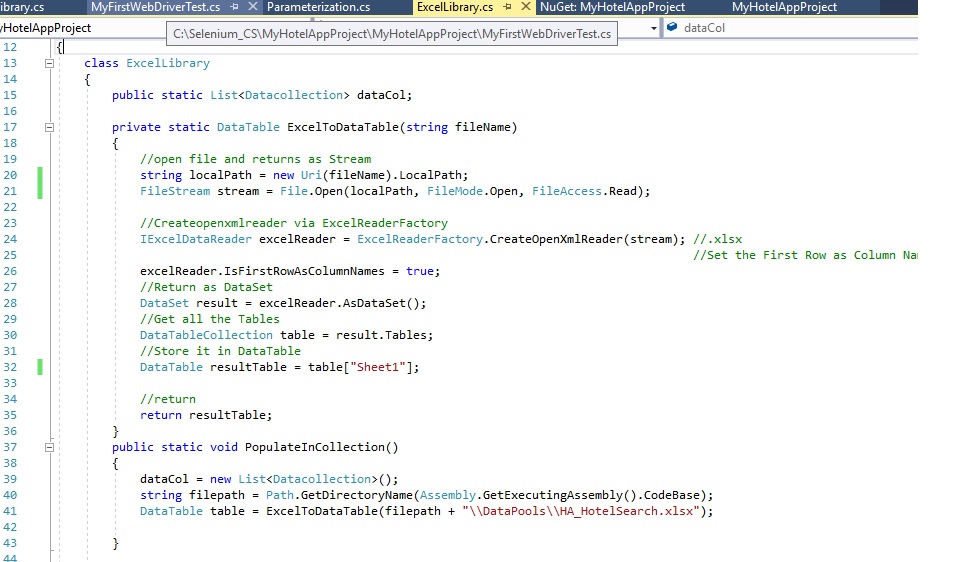 ibrary.cs MyFirstWebDriverTest.cs Parameterization.cs ExcelLibrary.cs NuGet: MyHotelAppProject MyHotelAppProject
yHotelAppProject dataCol
C:\Selenium_CS\MyHotelAppProject\MyHotelAppProject\MyFirstWebDriverTest.cs
12 {
13 class ExcelLibrary
14 {
15 public static List<Datacollection> dataCol;
16
17 private static DataTable ExcelToDataTable(string fileName)
18 {
19 //open file and returns as Stream
20 string localPath = new Uri(fileName).LocalPath;
21 FileStream stream = File.Open(localPath, FileMode.Open, FileAccess.Read);
22
23 //Createopenxmlreader via ExcelReaderFactory
24 IExcelDataReader excelReader = ExcelReaderFactory.CreateOpenXmlReader(stream); //.xlsx
25 //Set the First Row as Column Na
26 excelReader.IsFirstRowAsColumnNames = true;
27 //Return as DataSet
28 DataSet result = excelReader.AsDataSet();
29 //Get all the Tables
30 DataTableCollection table = result.Tables;
31 //Store it in DataTable
32 DataTable resultTable = table["Sheet1"];
33
34 //return
35 return resultTable;
36 }
37 public static void PopulateInCollection()
38 {
39 dataCol = new List<Datacollection>();
40 string filepath = Path.GetDirectoryName(Assembly.GetExecutingAssembly().CodeBase);
41 DataTable table = ExcelToDataTable(filepath + "\\DataPools\\HA_HotelSearch.xlsx");
42
43 }
44